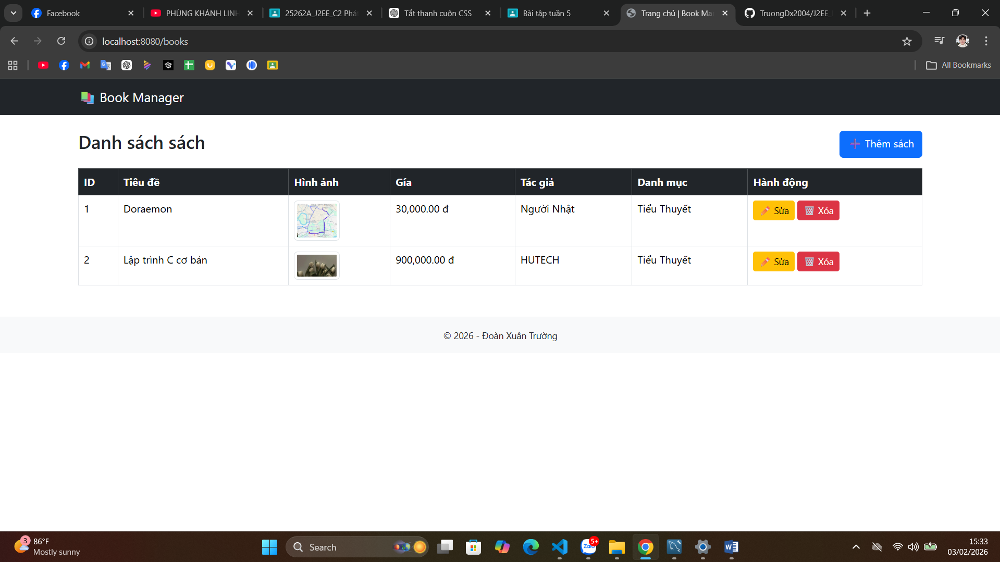 Facebook
PHÙNG KHÁNH LINH
25262A_J2EE_C2 Phá
Tắt thanh cuộn CSS
Bài tập tuần 5
Trang chủ | Book Ma
TruongDx2004/J2EE_
localhost:8080/books
All Bookmarks
Book Manager
Danh sách sách
Thêm sách
ID Tiêu đề Hình ảnh Gía Tác giả Danh mục Hành động
1 Doraemon 30,000.00 đ Người Nhật Tiểu Thuyết Sửa Xóa
2 Lập trình C cơ bản 900,000.00 đ HUTECH Tiểu Thuyết Sửa Xóa
© 2026 - Đoàn Xuân Trường
3
86°F
Mostly sunny
Search
Zalo
5+
15:33
03/02/2026